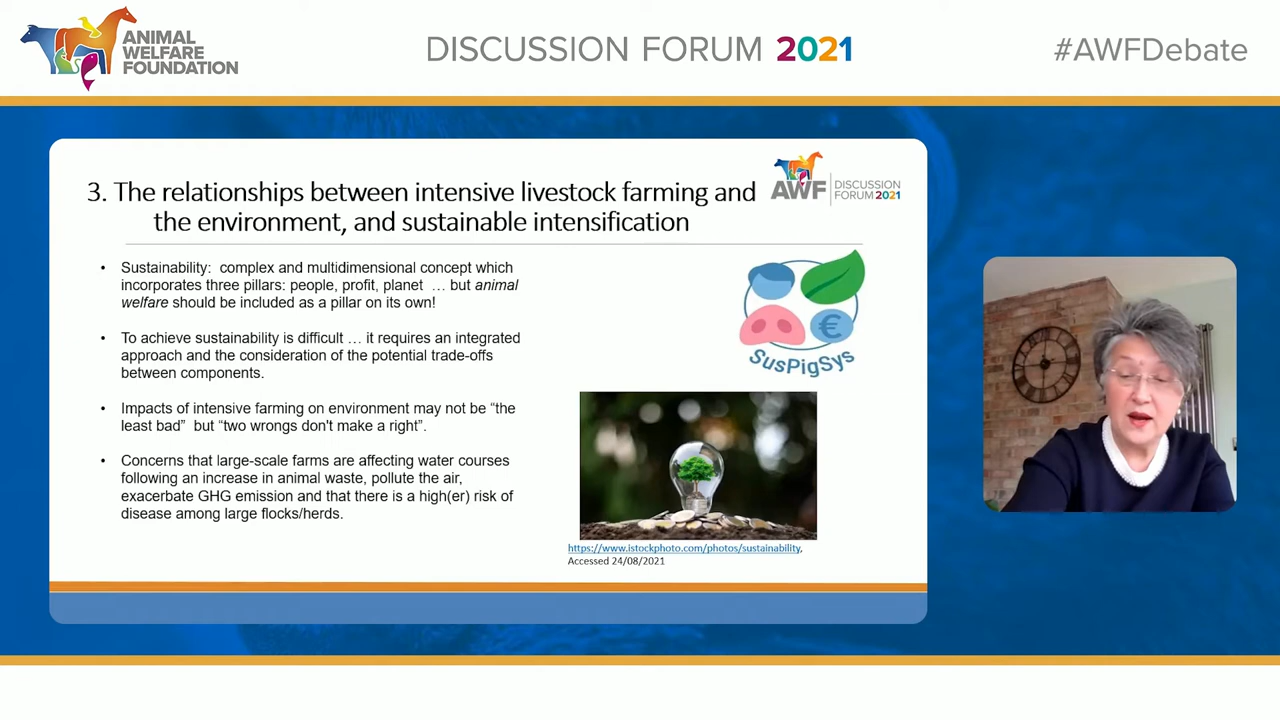 ANIMAL
WELFARE
FOUNDATION
DISCUSSION FORUM 2021
#AWFDebate
3. The relationships between intensive livestock farming and
the environment, and sustainable intensification
AWF
DISCUSSION
FORUM 2021
• Sustainability: complex and multidimensional concept which
incorporates three pillars: people, profit, planet … but animal
welfare should be included as a pillar on its own!
• To achieve sustainability is difficult … it requires an integrated
approach and the consideration of the potential trade-offs
between components.
• Impacts of intensive farming on environment may not be “the
least bad” but “two wrongs don't make a right”.
• Concerns that large-scale farms are affecting water courses
following an increase in animal waste, pollute the air,
exacerbate GHG emission and that there is a high(er) risk of
disease among large flocks/herds.
€
SusPigSys
https://www.istockphoto.com/photos/sustainability,
Accessed 24/08/2021